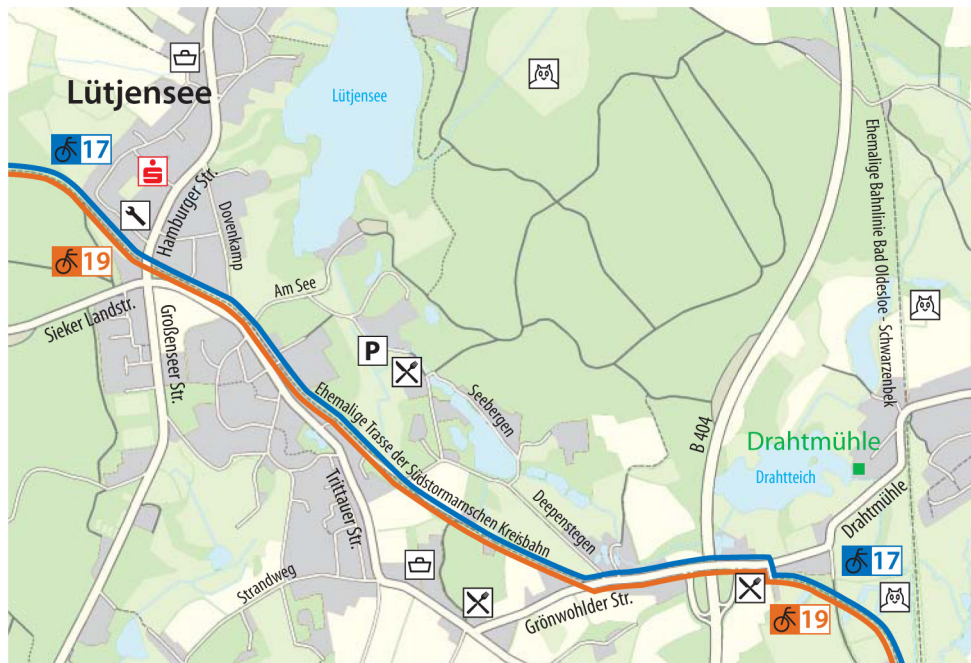 Lütjensee
Lütjensee
17
Hamburger Str.
Dovenkamp
19
Am See
Sieker Landstr.
Großenseer Str.
P
Ehemalige Bahnlinie Bad Oldesloe - Schwarzenbek
Seebergen
B 404
Ehemalige Trasse der Südstormarnschen Kreisbahn
Drahtmühle
Drahtteich
Trittauer Str.
Deepenstegen
Drahtmühle
Strandweg
17
Grönwohlder Str.
19